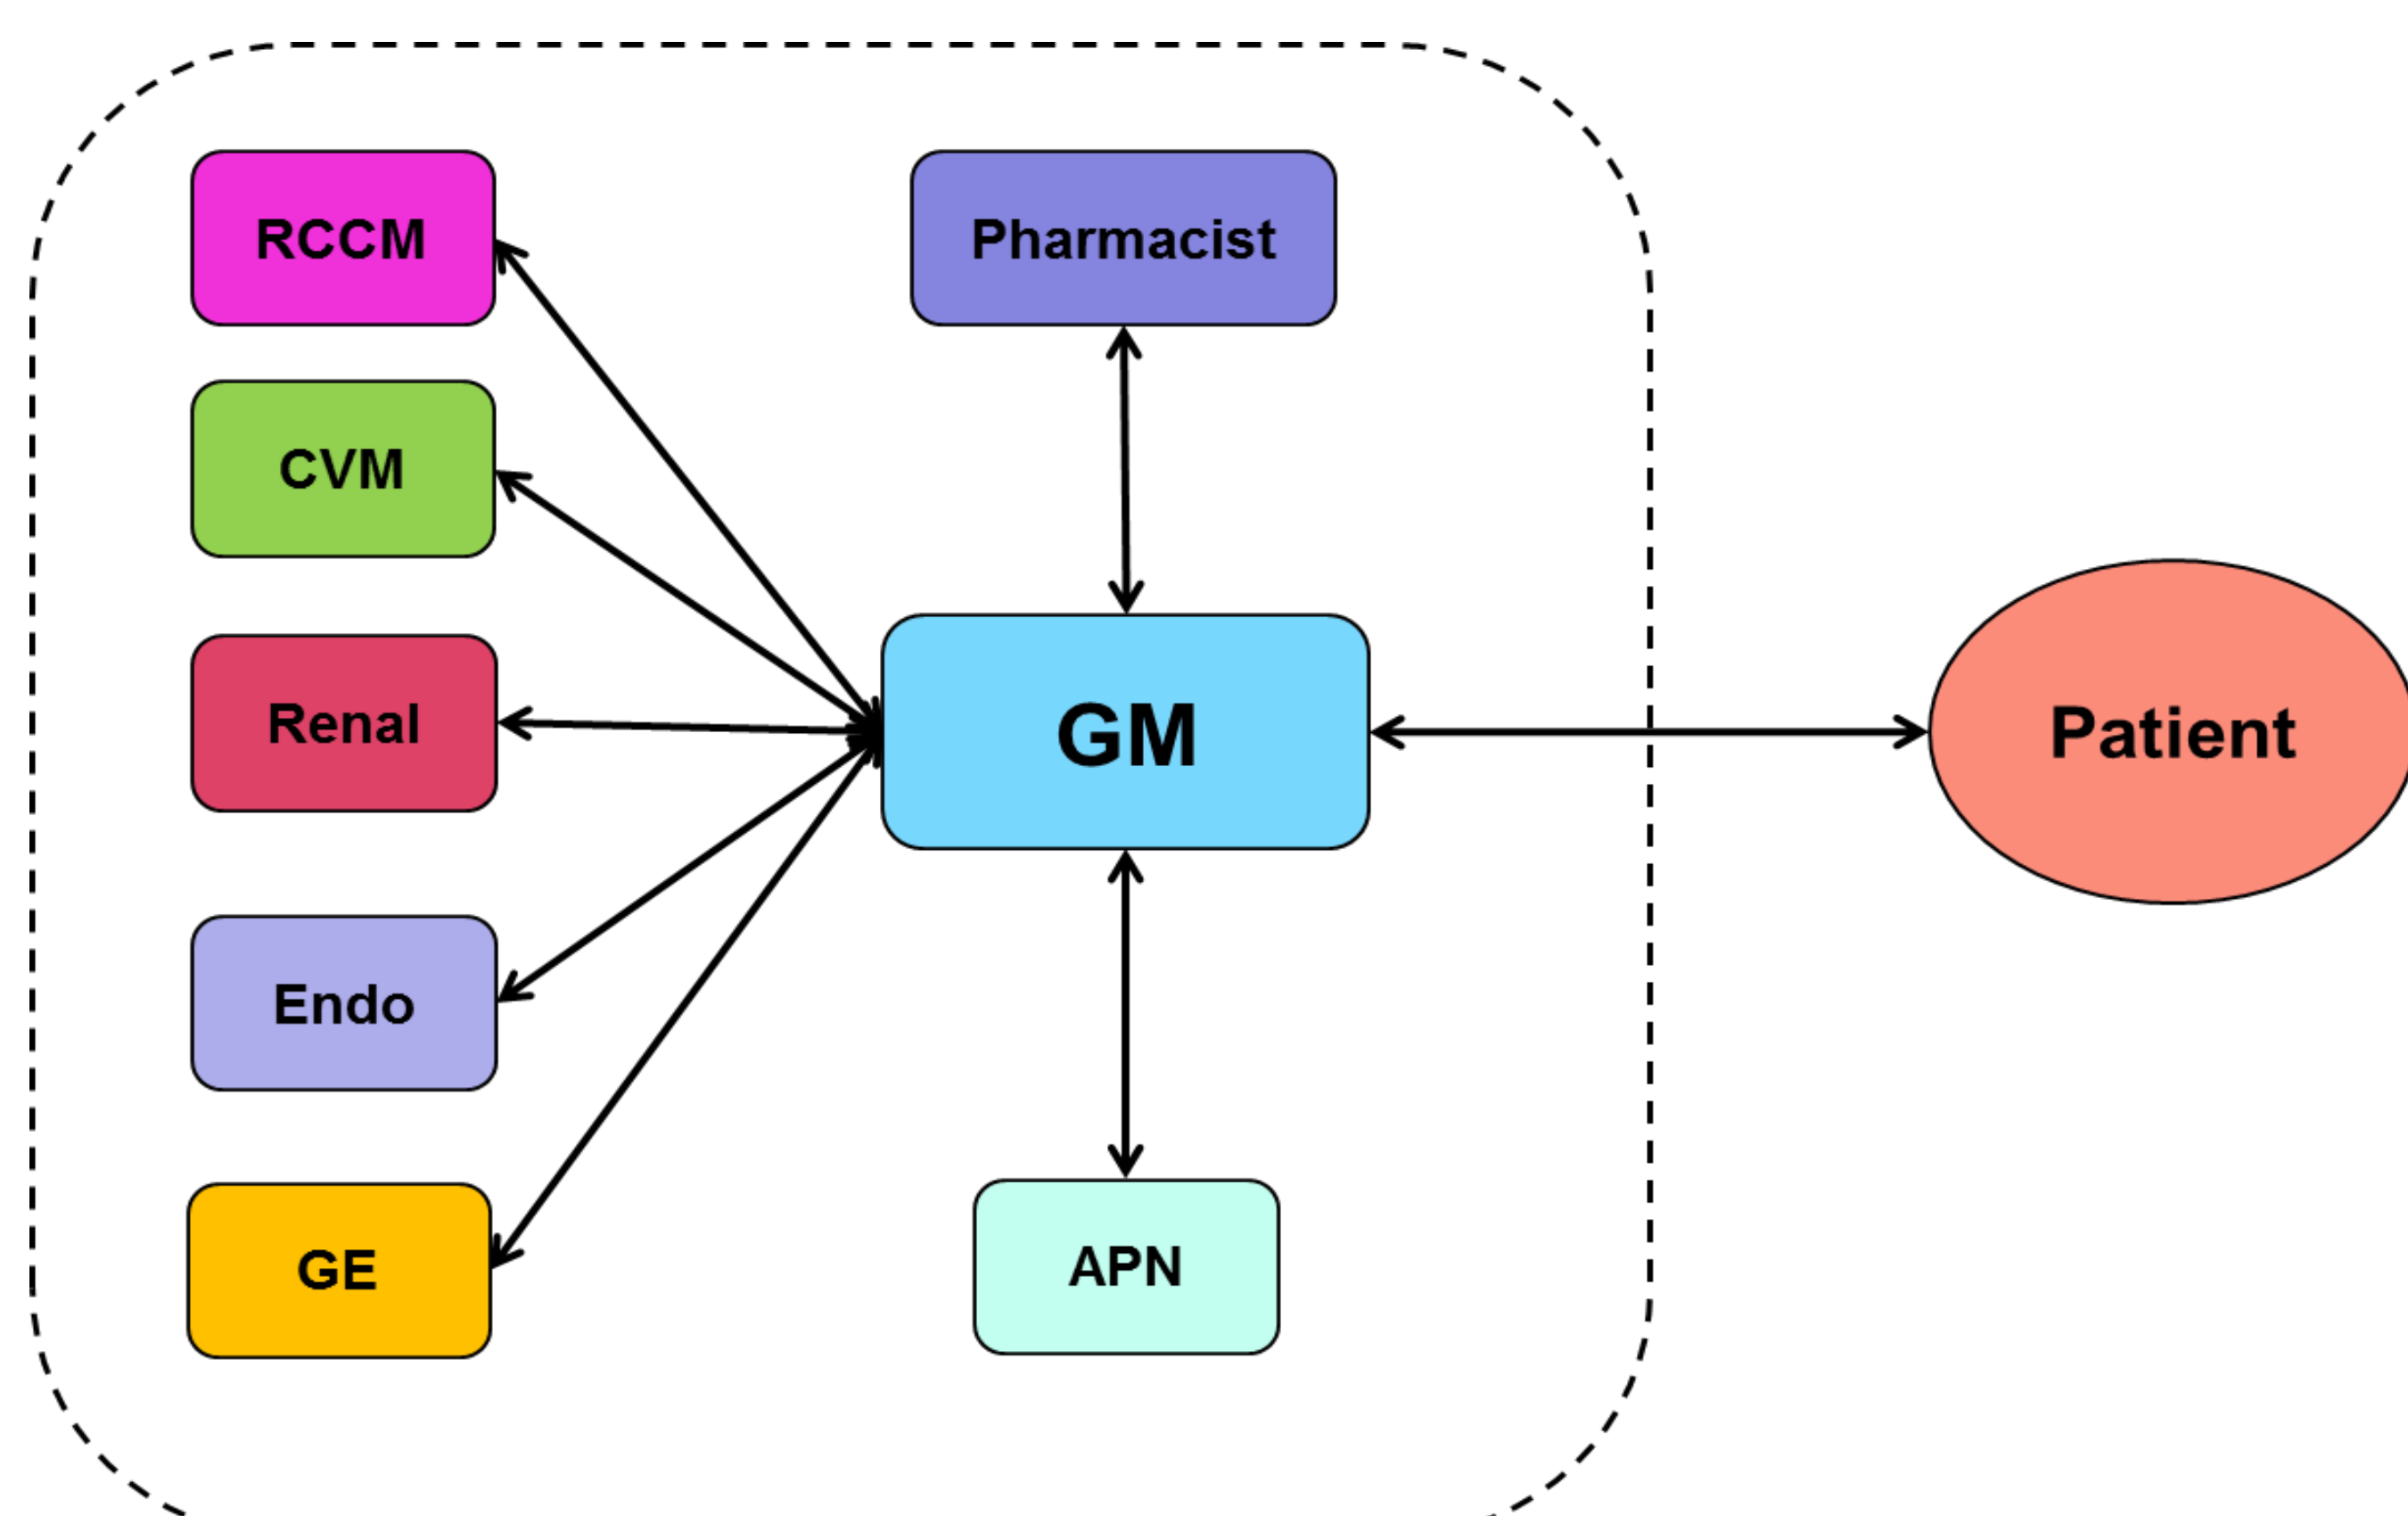 RCCM
Pharmacist
CVM
Renal
GM
Patient
Endo
GE
APN